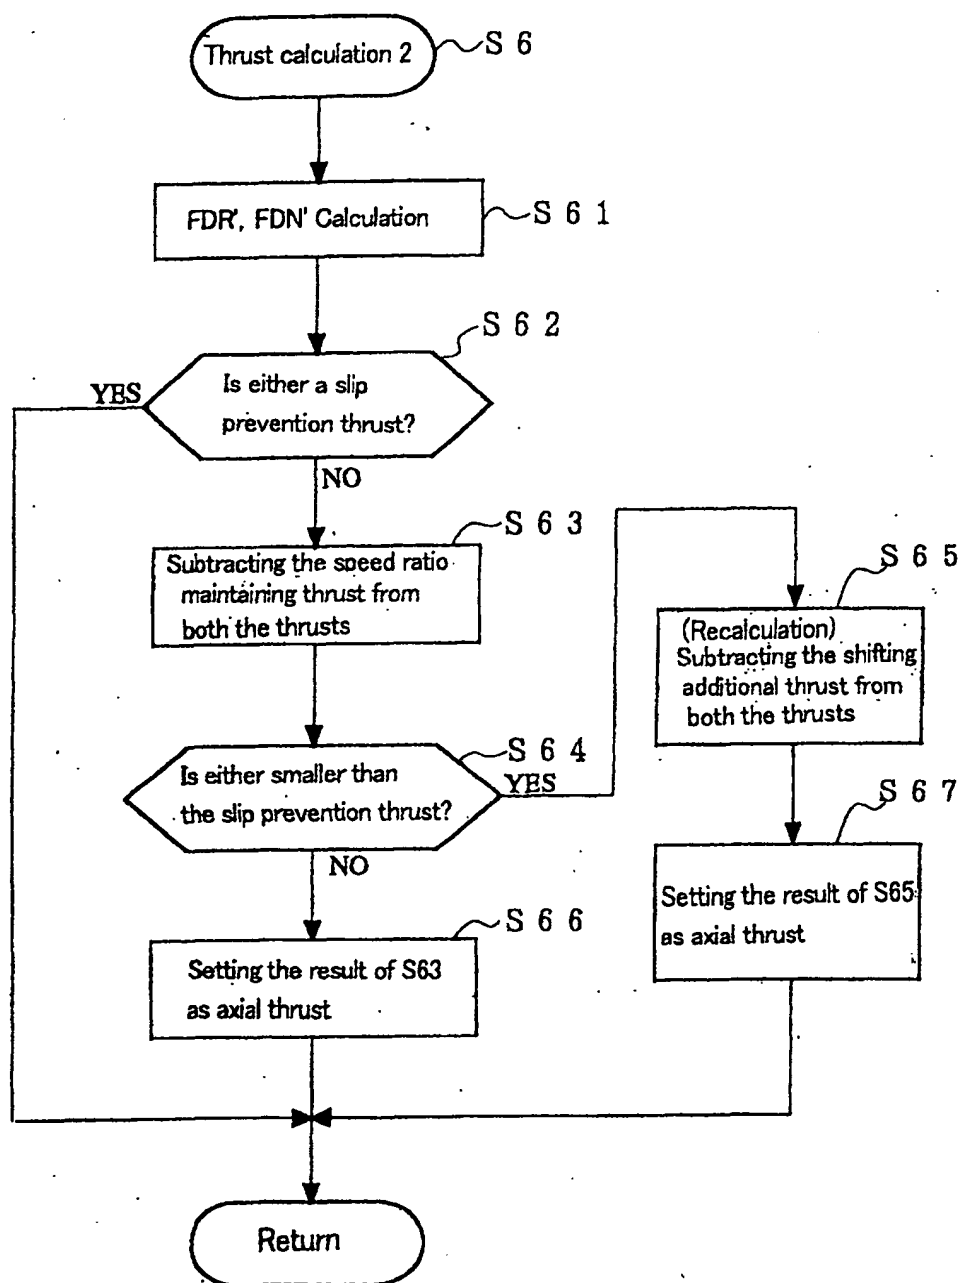 Thrust calculation 2
S 6
FDR', FDN' Calculation
S 6 1
S 6 2
YES
Is either a slip
prevention thrust?
NO
S 6 3
Subtracting the speed ratio
maintaining thrust from
both the thrusts
S 6 4
Is either smaller than
the slip prevention thrust?
YES
NO
S 6 5
(Recalculation)
Subtracting the shifting
additional thrust from
both the thrusts
S 6 6
Setting the result of S63
as axial thrust
S 6 7
Setting the result of S65
as axial thrust
Return